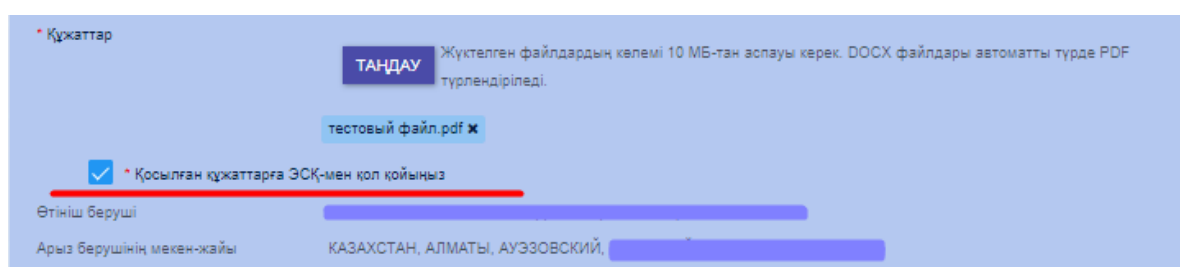 * Құжаттар
ТАҢДАУ
Жүктелген файлдардың көлемі 10 МБ-тан аспауы керек. DOCX файлдары автоматты түрде PDF
түрлендіріледі.
тестовый файл.pdf ✖
* Қосылған құжаттарға ЭСҚ-мен қол қойыңыз
Өтініш беруші
Арыз берушінің мекен-жайы КАЗАХСТАН, АЛМАТЫ, АУЭЗОВСКИЙ,